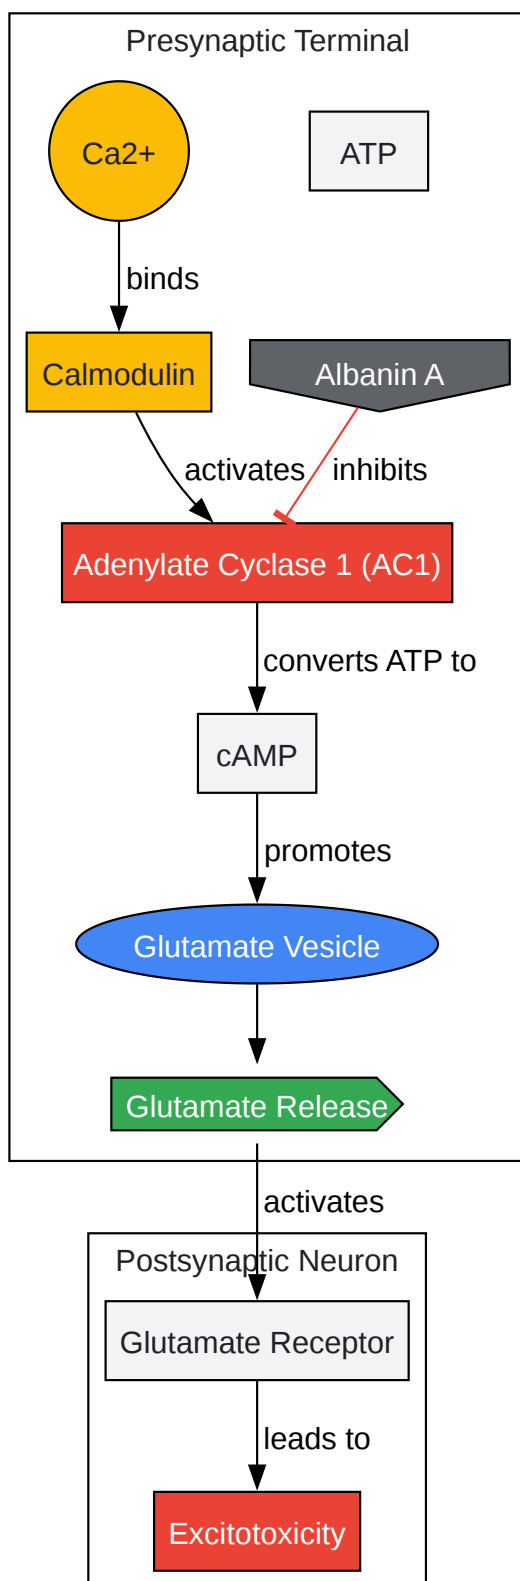 Presynaptic Terminal
Ca2+
ATP
binds
Calmodulin
Albanin A
activates
inhibits
Adenylate Cyclase 1 (AC1)
converts ATP to
cAMP
promotes
Glutamate Vesicle
Glutamate Release
activates
Postsynaptic Neuron
Glutamate Receptor
leads to
Excitotoxicity